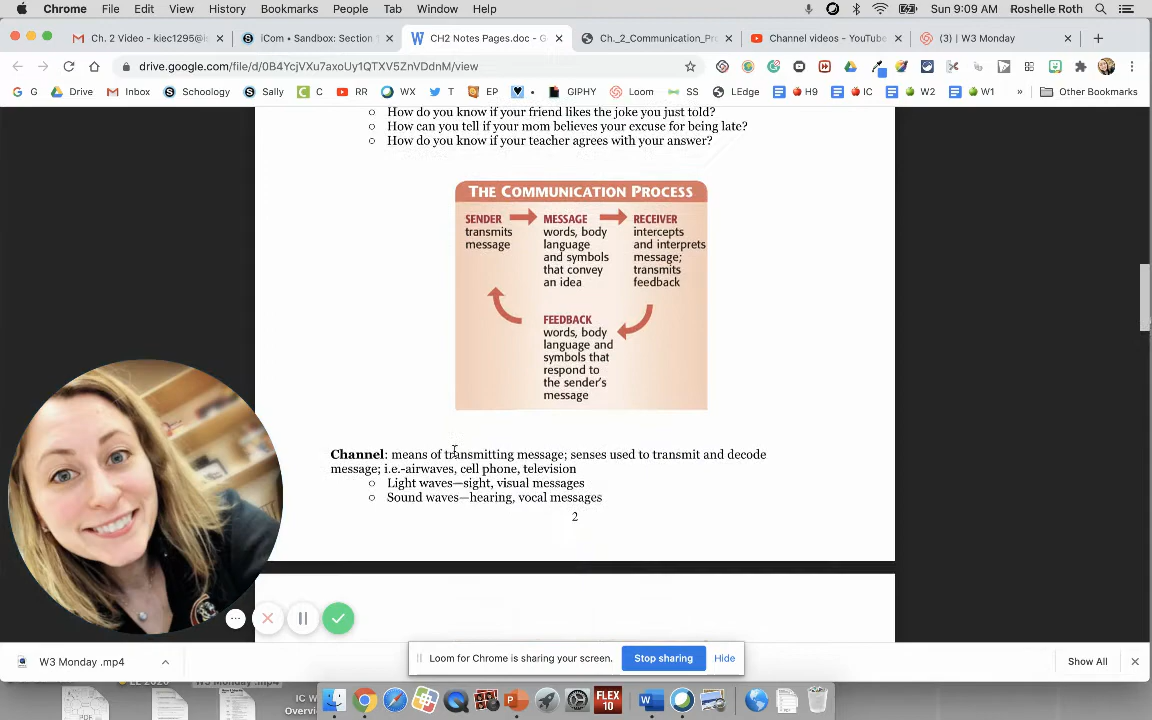 Chrome File Edit View History Bookmarks People Tab Window Help Sun 9:09 AM Roshelle Roth
Ch. 2 Video - kiec1295@i iCom • Sandbox: Section CH2 Notes Pages.doc - G Ch._2_Communication_Pr Channel videos - YouTube (3) | W3 Monday
drive.google.com/file/d/0B4YcjVXu7axoUy1QTXV5ZnVDdnM/view
G Drive Inbox Schoology Sally C RR WX T EP GIPHY Loom SS LEdge H9 IC W2 W1 » Other Bookmarks
○ How do you know if your friend likes the joke you just told?
○ How can you tell if your mom believes your excuse for being late?
○ How do you know if your teacher agrees with your answer?
THE COMMUNICATION PROCESS
SENDER
transmits
message
MESSAGE
words, body
language
and symbols
that convey
an idea
RECEIVER
intercepts
and interprets
message;
transmits
feedback
FEEDBACK
words, body
language and
symbols that
respond to
the sender's
message
Channel: means of transmitting message; senses used to transmit and decode
message; i.e.-airwaves, cell phone, television
○ Light waves—sight, visual messages
○ Sound waves—hearing, vocal messages
2
Loom for Chrome is sharing your screen. Stop sharing Hide
W3 Monday .mp4
Show All
W3 Monday .mp4
PDF
IC W
Overvi
FLEX
10